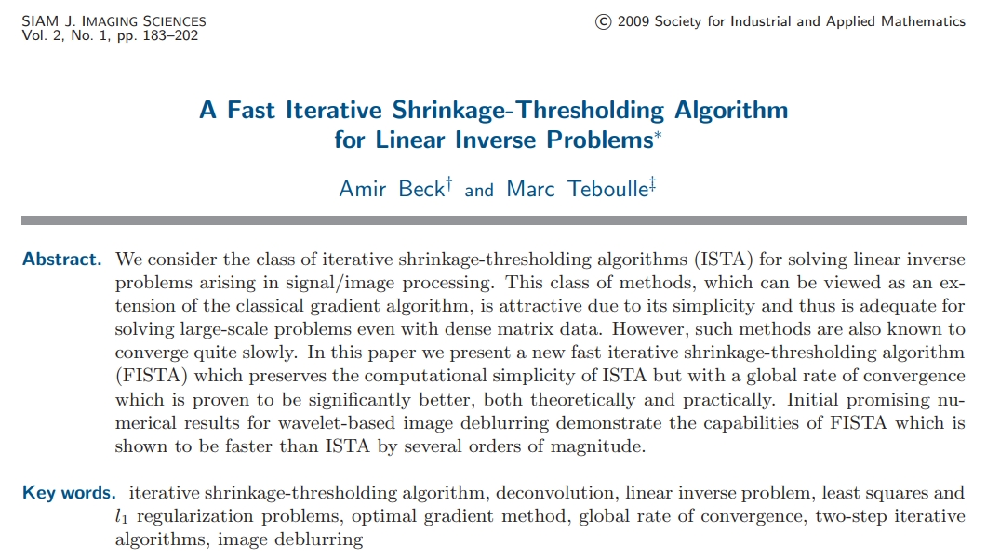 SIAM J. IMAGING SCIENCES
Vol. 2, No. 1, pp. 183–202
© 2009 Society for Industrial and Applied Mathematics
A Fast Iterative Shrinkage-Thresholding Algorithm
for Linear Inverse Problems*
Amir Beck† and Marc Teboulle‡
Abstract. We consider the class of iterative shrinkage-thresholding algorithms (ISTA) for solving linear inverse
problems arising in signal/image processing. This class of methods, which can be viewed as an ex-
tension of the classical gradient algorithm, is attractive due to its simplicity and thus is adequate for
solving large-scale problems even with dense matrix data. However, such methods are also known to
converge quite slowly. In this paper we present a new fast iterative shrinkage-thresholding algorithm
(FISTA) which preserves the computational simplicity of ISTA but with a global rate of convergence
which is proven to be significantly better, both theoretically and practically. Initial promising nu-
merical results for wavelet-based image deblurring demonstrate the capabilities of FISTA which is
shown to be faster than ISTA by several orders of magnitude.
Key words. iterative shrinkage-thresholding algorithm, deconvolution, linear inverse problem, least squares and
l₁ regularization problems, optimal gradient method, global rate of convergence, two-step iterative
algorithms, image deblurring